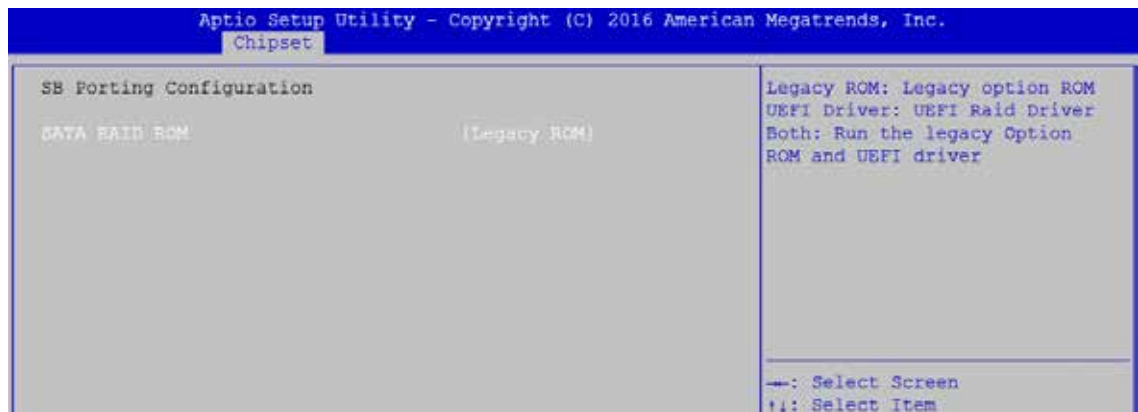 Aptio Setup Utility - Copyright (C) 2016 American Megatrends, Inc.
Chipset
SB Porting Configuration
SATA RAID ROM [Legacy ROM]
Legacy ROM: Legacy option ROM
UEFI Driver: UEFI Raid Driver
Both: Run the legacy Option
ROM and UEFI driver
→←: Select Screen
↑↓: Select Item